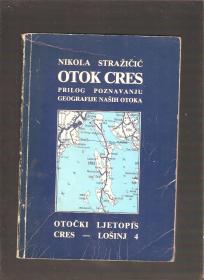 NIKOLA STRAŽIČIĆ
OTOK CRES
PRILOG POZNAVANJU
GEOGRAFIJE NAŠIH OTOKA
OTOČKI LJETOPIS
CRES — LOŠINJ 4